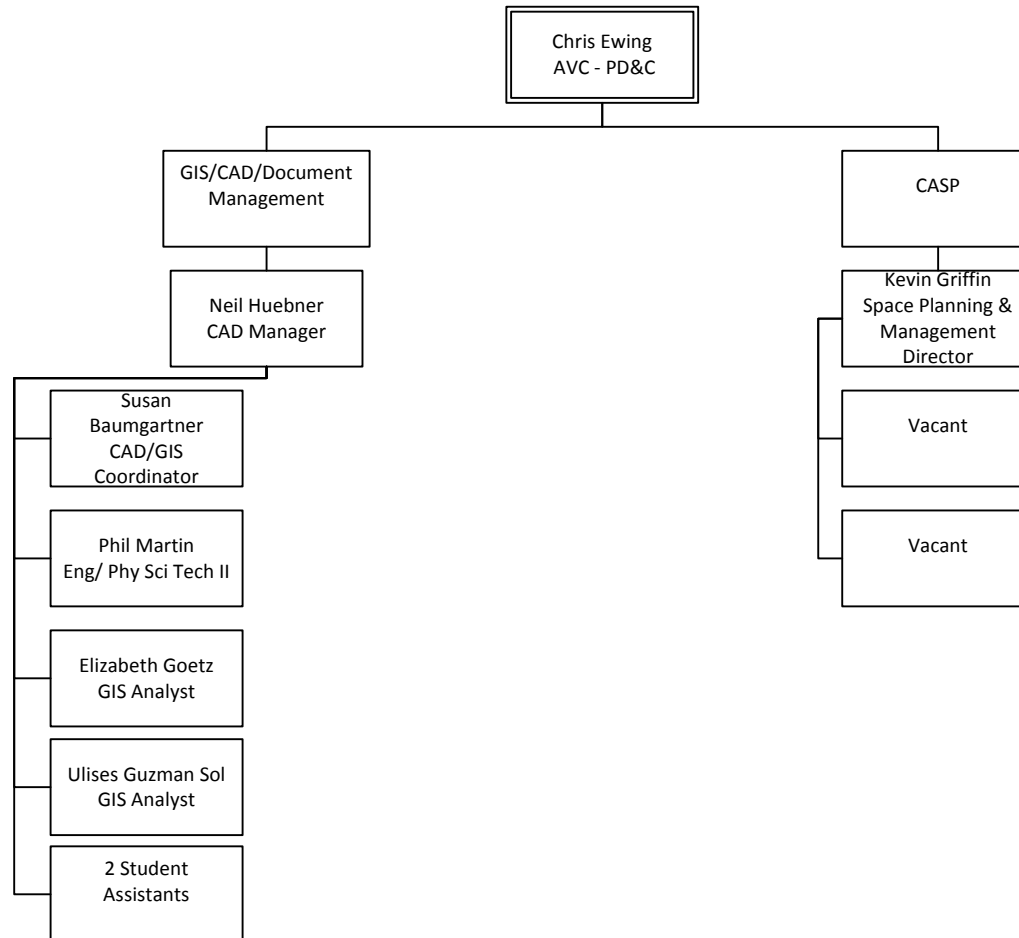 Chris Ewing
AVC - PD&C
GIS/CAD/Document
Management
CASP
Neil Huebner
CAD Manager
Kevin Griffin
Space Planning &
Management
Director
Susan
Baumgartner
CAD/GIS
Coordinator
Vacant
Phil Martin
Eng/ Phy Sci Tech II
Vacant
Elizabeth Goetz
GIS Analyst
Ulises Guzman Sol
GIS Analyst
2 Student
Assistants